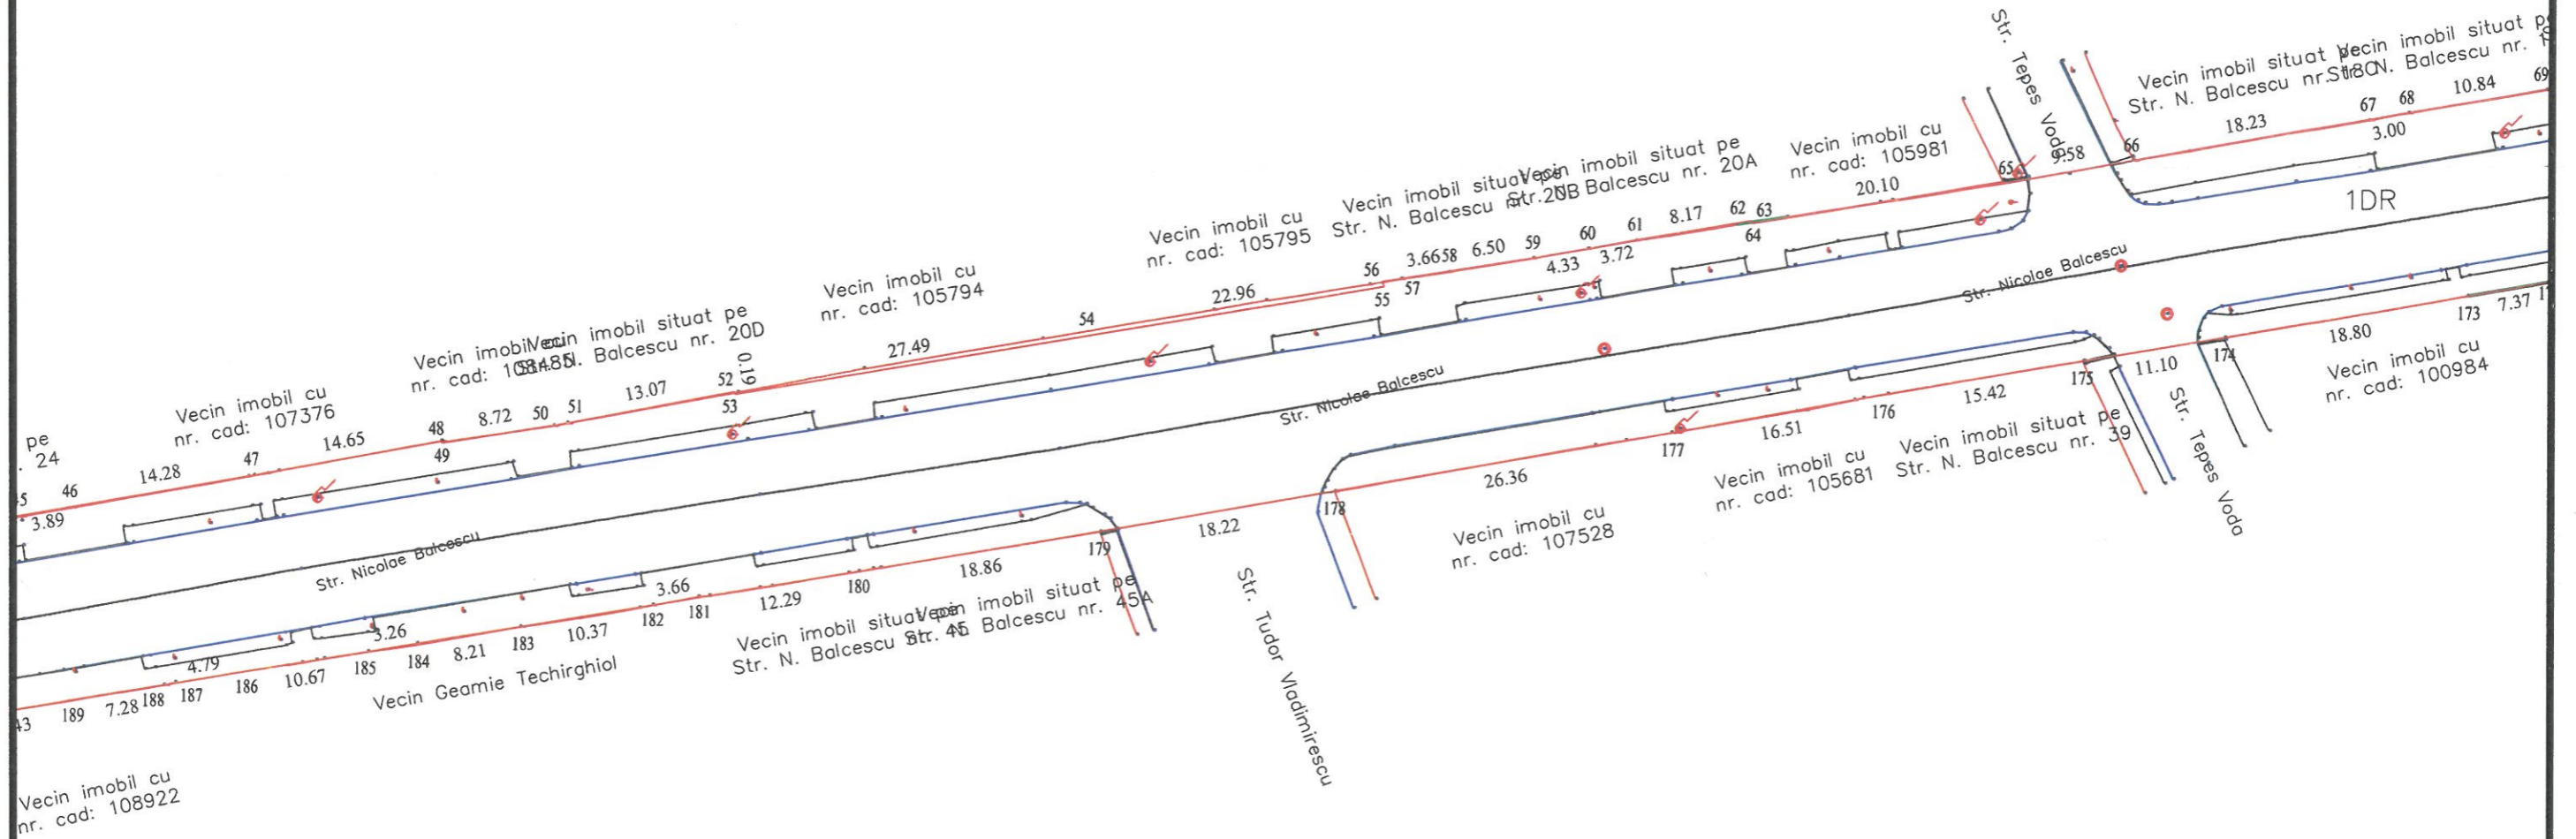 pe
. 24
Vecin imobil cu
nr. cad: 107376
Vecin imobil cu
nr. cad: 108485
Vecin imobil situat pe
Str. N. Balcescu nr. 20D
Vecin imobil cu
nr. cad: 105794
Vecin imobil cu
nr. cad: 105795
Vecin imobil situat pe
Str. N. Balcescu nr. 20B
Vecin imobil situat pe
Str. N. Balcescu nr. 20A
Vecin imobil cu
nr. cad: 105981
Str. Tepes Voda
Vecin imobil situat pe
Str. N. Balcescu nr. 18C
Vecin imobil situat pe
Str. N. Balcescu nr.
46
3.89
14.28
47
14.65
48
49
8.72
50
51
13.07
52
0.19
53
27.49
54
22.96
56
55
57
3.66
58
6.50
59
4.33
60
3.72
61
8.17
62
63
64
20.10
65
9.58
66
18.23
67
68
3.00
10.84
69
1DR
Str. Nicolae Balcescu
Str. Nicolae Balcescu
Str. Nicolae Balcescu
189
7.28
188
4.79
187
186
10.67
185
3.26
184
8.21
183
10.37
182
3.66
181
12.29
180
18.86
179
18.22
178
26.36
177
16.51
176
15.42
175
11.10
174
18.80
173
7.37
Vecin Geamie Techirghiol
Vecin imobil situat pe
Str. N. Balcescu nr. 45
Vecin imobil situat pe
Str. N. Balcescu nr. 45A
Str. Tudor Vladimirescu
Vecin imobil cu
nr. cad: 107528
Vecin imobil cu
nr. cad: 105681
Vecin imobil situat pe
Str. N. Balcescu nr. 39
Str. Tepes Voda
Vecin imobil cu
nr. cad: 100984
Vecin imobil cu
nr. cad: 108922